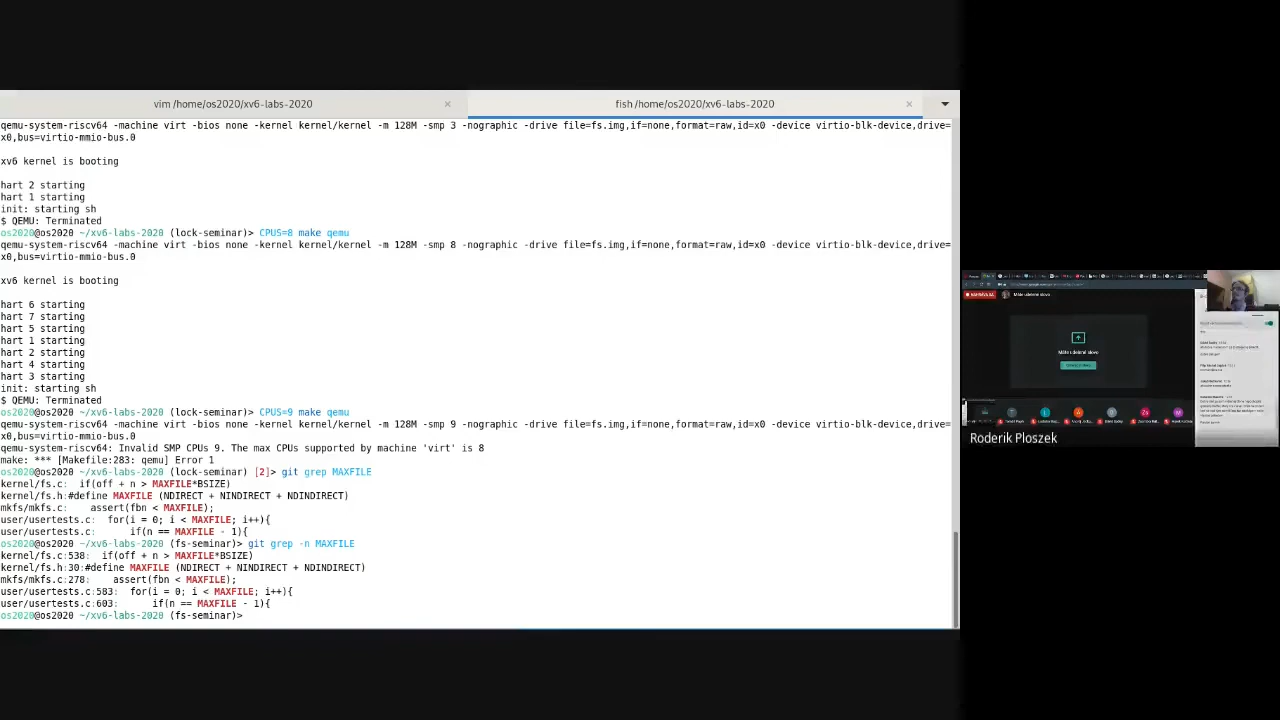 vim /home/os2020/xv6-labs-2020
fish /home/os2020/xv6-labs-2020
qemu-system-riscv64 -machine virt -bios none -kernel kernel/kernel -m 128M -smp 3 -nographic -drive file=fs.img,if=none,format=raw,id=x0 -device virtio-blk-device,drive=
x0,bus=virtio-mmio-bus.0
xv6 kernel is booting
hart 2 starting
hart 1 starting
init: starting sh
$ QEMU: Terminated
os2020@os2020 ~/xv6-labs-2020 (lock-seminar)> CPUS=8 make qemu
qemu-system-riscv64 -machine virt -bios none -kernel kernel/kernel -m 128M -smp 8 -nographic -drive file=fs.img,if=none,format=raw,id=x0 -device virtio-blk-device,drive=
x0,bus=virtio-mmio-bus.0
xv6 kernel is booting
hart 6 starting
hart 7 starting
hart 5 starting
hart 1 starting
hart 2 starting
hart 4 starting
hart 3 starting
init: starting sh
$ QEMU: Terminated
os2020@os2020 ~/xv6-labs-2020 (lock-seminar)> CPUS=9 make qemu
qemu-system-riscv64 -machine virt -bios none -kernel kernel/kernel -m 128M -smp 9 -nographic -drive file=fs.img,if=none,format=raw,id=x0 -device virtio-blk-device,drive=
x0,bus=virtio-mmio-bus.0
qemu-system-riscv64: Invalid SMP CPUs 9. The max CPUs supported by machine 'virt' is 8
make: *** [Makefile:283: qemu] Error 1
os2020@os2020 ~/xv6-labs-2020 (lock-seminar) [2]> git grep MAXFILE
kernel/fs.c:  if(off + n > MAXFILE*BSIZE)
kernel/fs.h:#define MAXFILE (NDIRECT + NINDIRECT + NDINDIRECT)
mkfs/mkfs.c:    assert(fbn < MAXFILE);
user/usertests.c:  for(i = 0; i < MAXFILE; i++){
user/usertests.c:      if(n == MAXFILE - 1){
os2020@os2020 ~/xv6-labs-2020 (fs-seminar)> git grep -n MAXFILE
kernel/fs.c:538:  if(off + n > MAXFILE*BSIZE)
kernel/fs.h:30:#define MAXFILE (NDIRECT + NINDIRECT + NDINDIRECT)
mkfs/mkfs.c:278:    assert(fbn < MAXFILE);
user/usertests.c:583:  for(i = 0; i < MAXFILE; i++){
user/usertests.c:603:      if(n == MAXFILE - 1){
os2020@os2020 ~/xv6-labs-2020 (fs-seminar)>
Máte udelené slovo
Máte udelené slovo
Roderik Ploszek